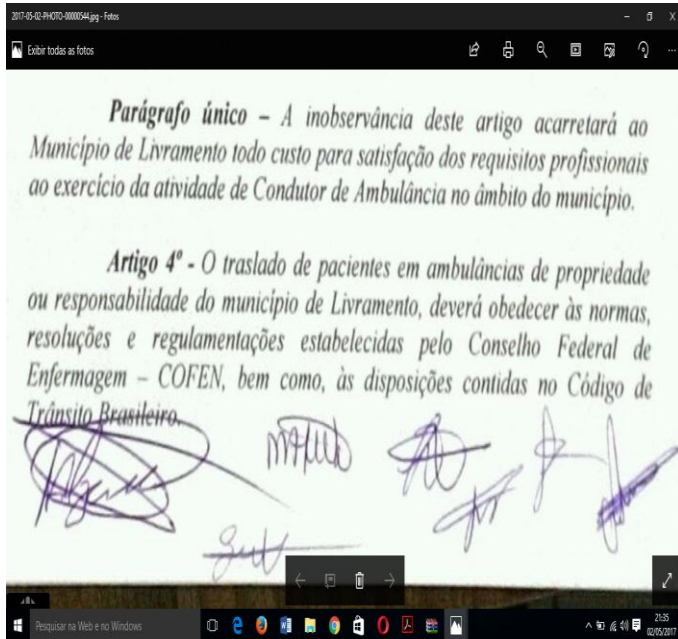 2017-05-02-PHOTO-00000544.jpg - Fotos
Exibir todas as fotos
Parágrafo único – A inobservância deste artigo acarretará ao
Município de Livramento todo custo para satisfação dos requisitos profissionais
ao exercício da atividade de Condutor de Ambulância no âmbito do município.
Artigo 4º - O traslado de pacientes em ambulâncias de propriedade
ou responsabilidade do município de Livramento, deverá obedecer às normas,
resoluções e regulamentações estabelecidas pelo Conselho Federal de
Enfermagem – COFEN, bem como, às disposições contidas no Código de
Trânsito Brasileiro.
Pesquisar na Web e no Windows
21:35
02/05/2017